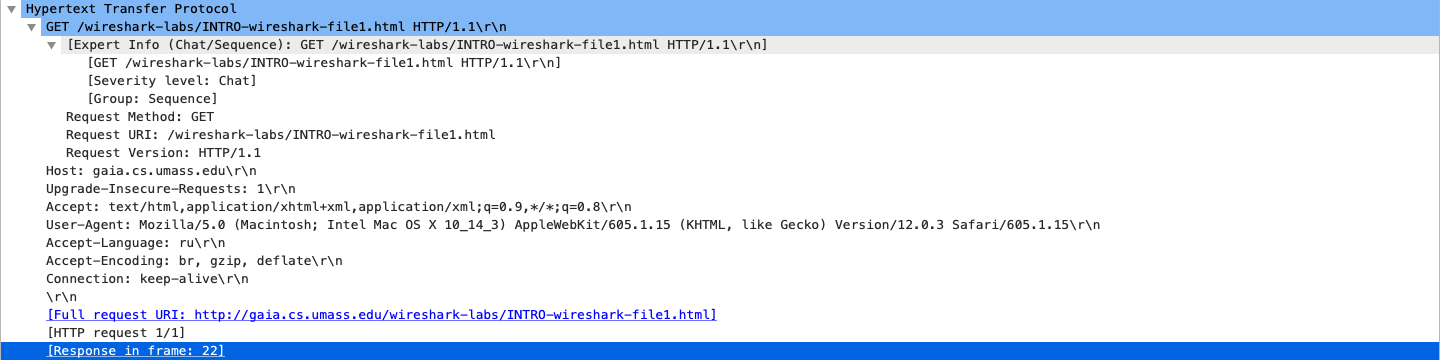 Hypertext Transfer Protocol
GET /wireshark-labs/INTRO-wireshark-file1.html HTTP/1.1\r\n
[Expert Info (Chat/Sequence): GET /wireshark-labs/INTRO-wireshark-file1.html HTTP/1.1\r\n]
[GET /wireshark-labs/INTRO-wireshark-file1.html HTTP/1.1\r\n]
[Severity level: Chat]
[Group: Sequence]
Request Method: GET
Request URI: /wireshark-labs/INTRO-wireshark-file1.html
Request Version: HTTP/1.1
Host: gaia.cs.umass.edu\r\n
Upgrade-Insecure-Requests: 1\r\n
Accept: text/html,application/xhtml+xml,application/xml;q=0.9,*/*;q=0.8\r\n
User-Agent: Mozilla/5.0 (Macintosh; Intel Mac OS X 10_14_3) AppleWebKit/605.1.15 (KHTML, like Gecko) Version/12.0.3 Safari/605.1.15\r\n
Accept-Language: ru\r\n
Accept-Encoding: br, gzip, deflate\r\n
Connection: keep-alive\r\n
\r\n
[Full request URI: http://gaia.cs.umass.edu/wireshark-labs/INTRO-wireshark-file1.html]
[HTTP request 1/1]
[Response in frame: 22]